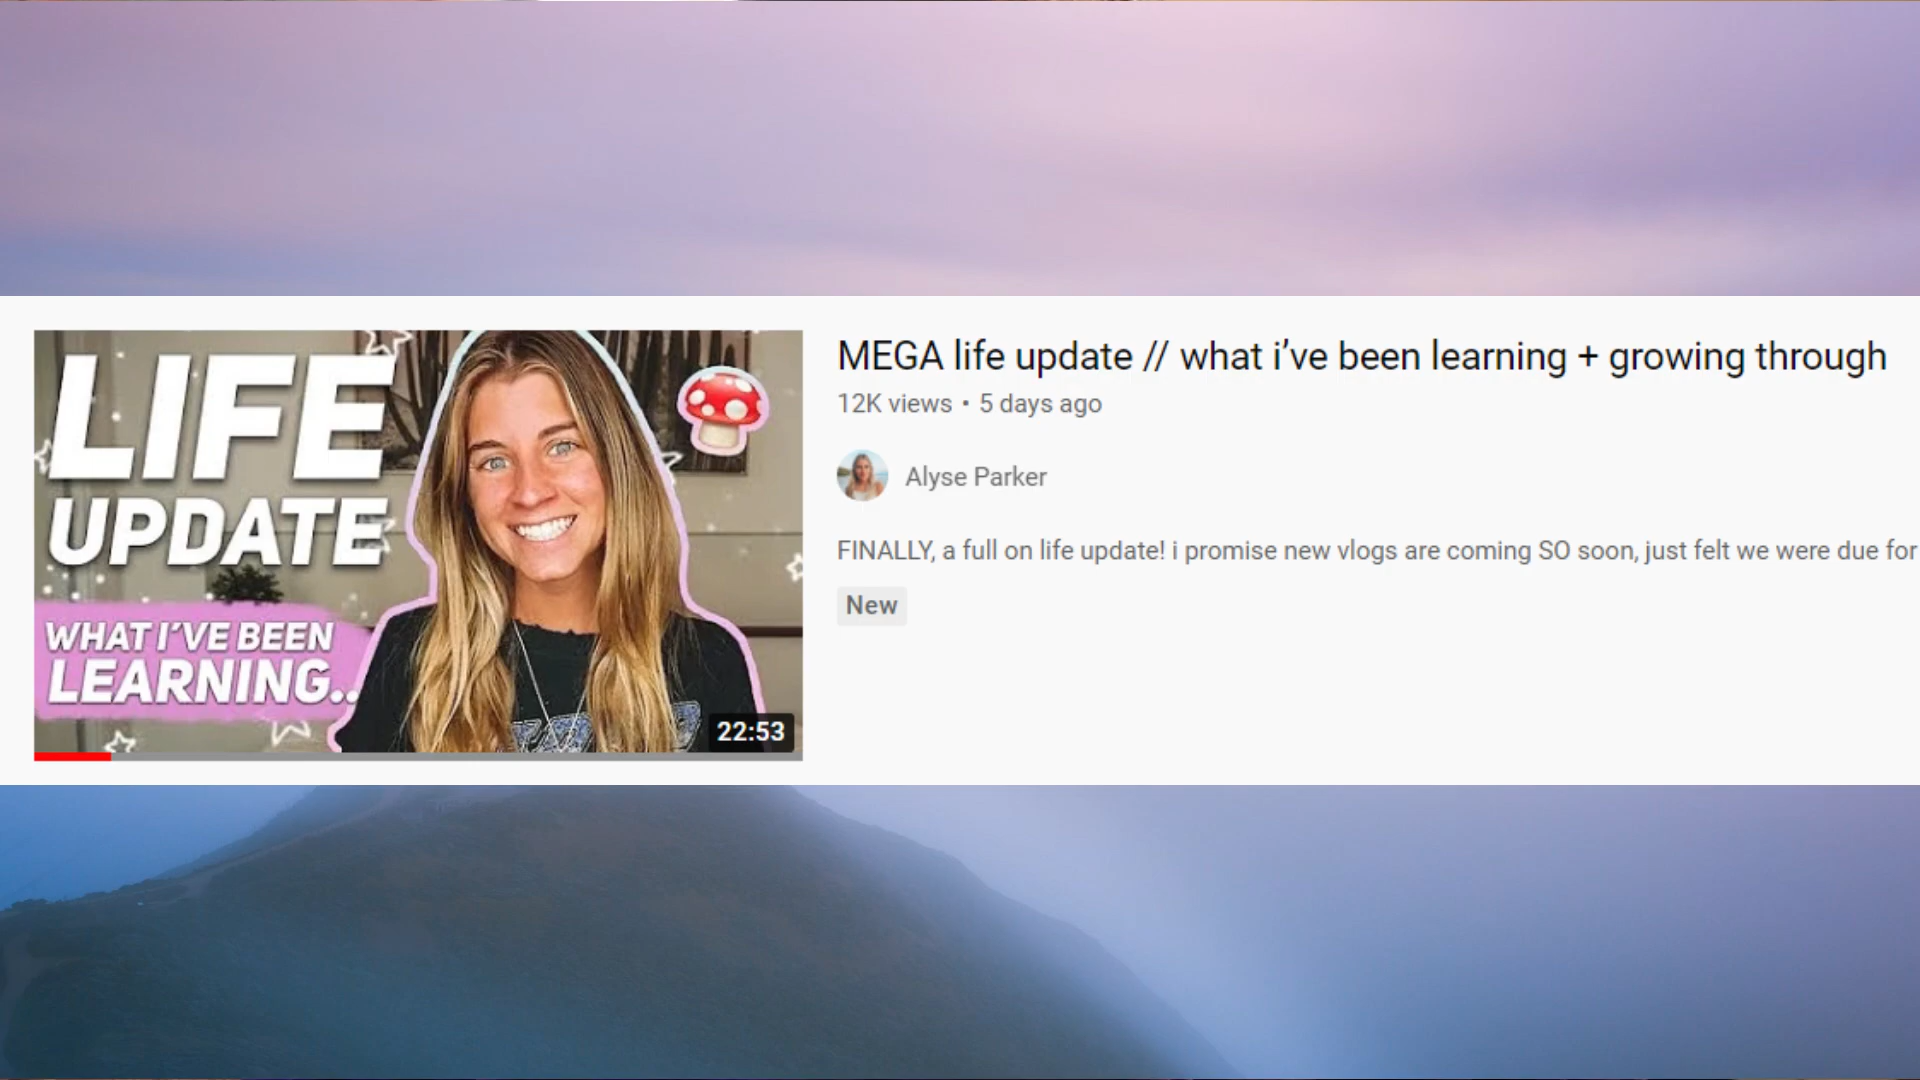 LIFE
UPDATE
WHAT I'VE BEEN
LEARNING..
22:53
MEGA life update // what i’ve been learning + growing through
12K views • 5 days ago
Alyse Parker
FINALLY, a full on life update! i promise new vlogs are coming SO soon, just felt we were due for
New